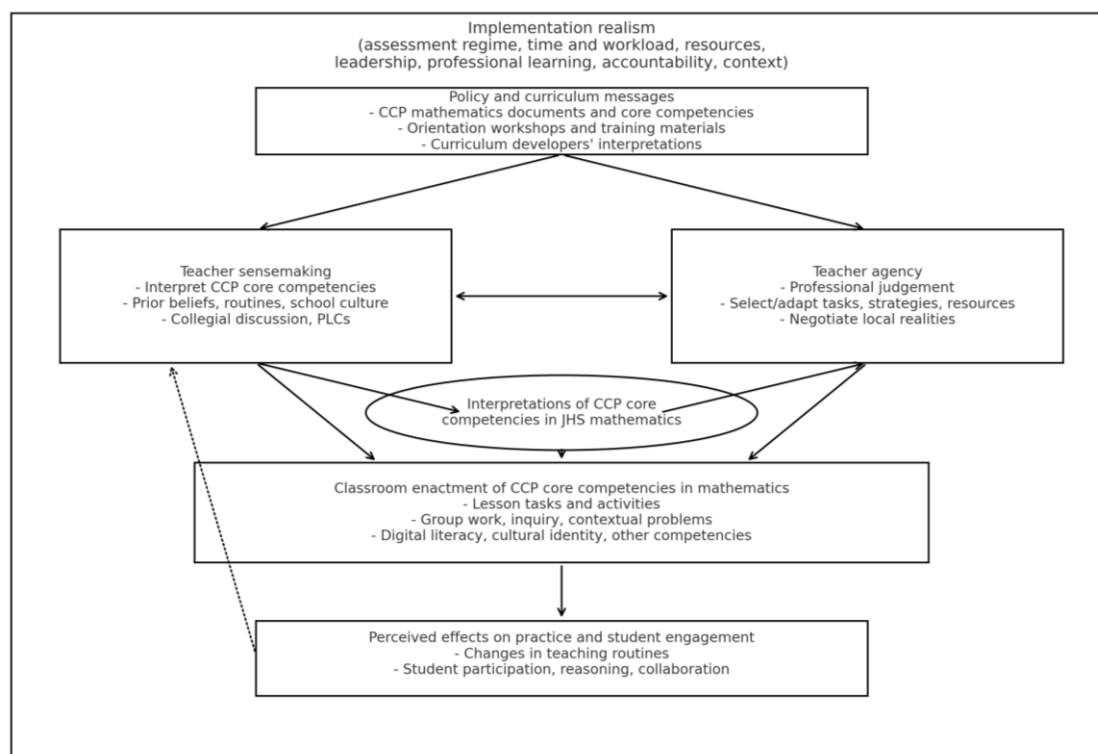 Implementation realism
(assessment regime, time and workload, resources,
leadership, professional learning, accountability, context)
Policy and curriculum messages
- CCP mathematics documents and core competencies
- Orientation workshops and training materials
- Curriculum developers' interpretations
Teacher sensemaking
- Interpret CCP core competencies
- Prior beliefs, routines, school culture
- Collegial discussion, PLCs
Teacher agency
- Professional judgement
- Select/adapt tasks, strategies, resources
- Negotiate local realities
Interpretations of CCP core
competencies in JHS mathematics
Classroom enactment of CCP core competencies in mathematics
- Lesson tasks and activities
- Group work, inquiry, contextual problems
- Digital literacy, cultural identity, other competencies
Perceived effects on practice and student engagement
- Changes in teaching routines
- Student participation, reasoning, collaboration